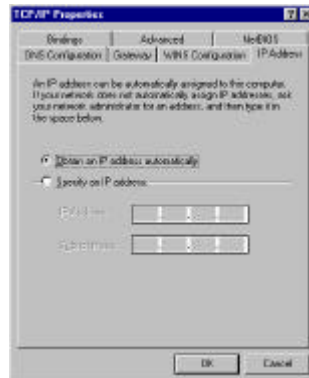 TCP/IP Properties
Bindings Advanced NetBIOS
DNS Configuration Gateway WINS Configuration IP Address
An IP address can be automatically assigned to this computer.
If your network does not automatically assign IP addresses, ask
your network administrator for an address, and then type it in
the space below.
Obtain an IP address automatically
Specify an IP address:
IP Address:
Subnet Mask:
OK Cancel